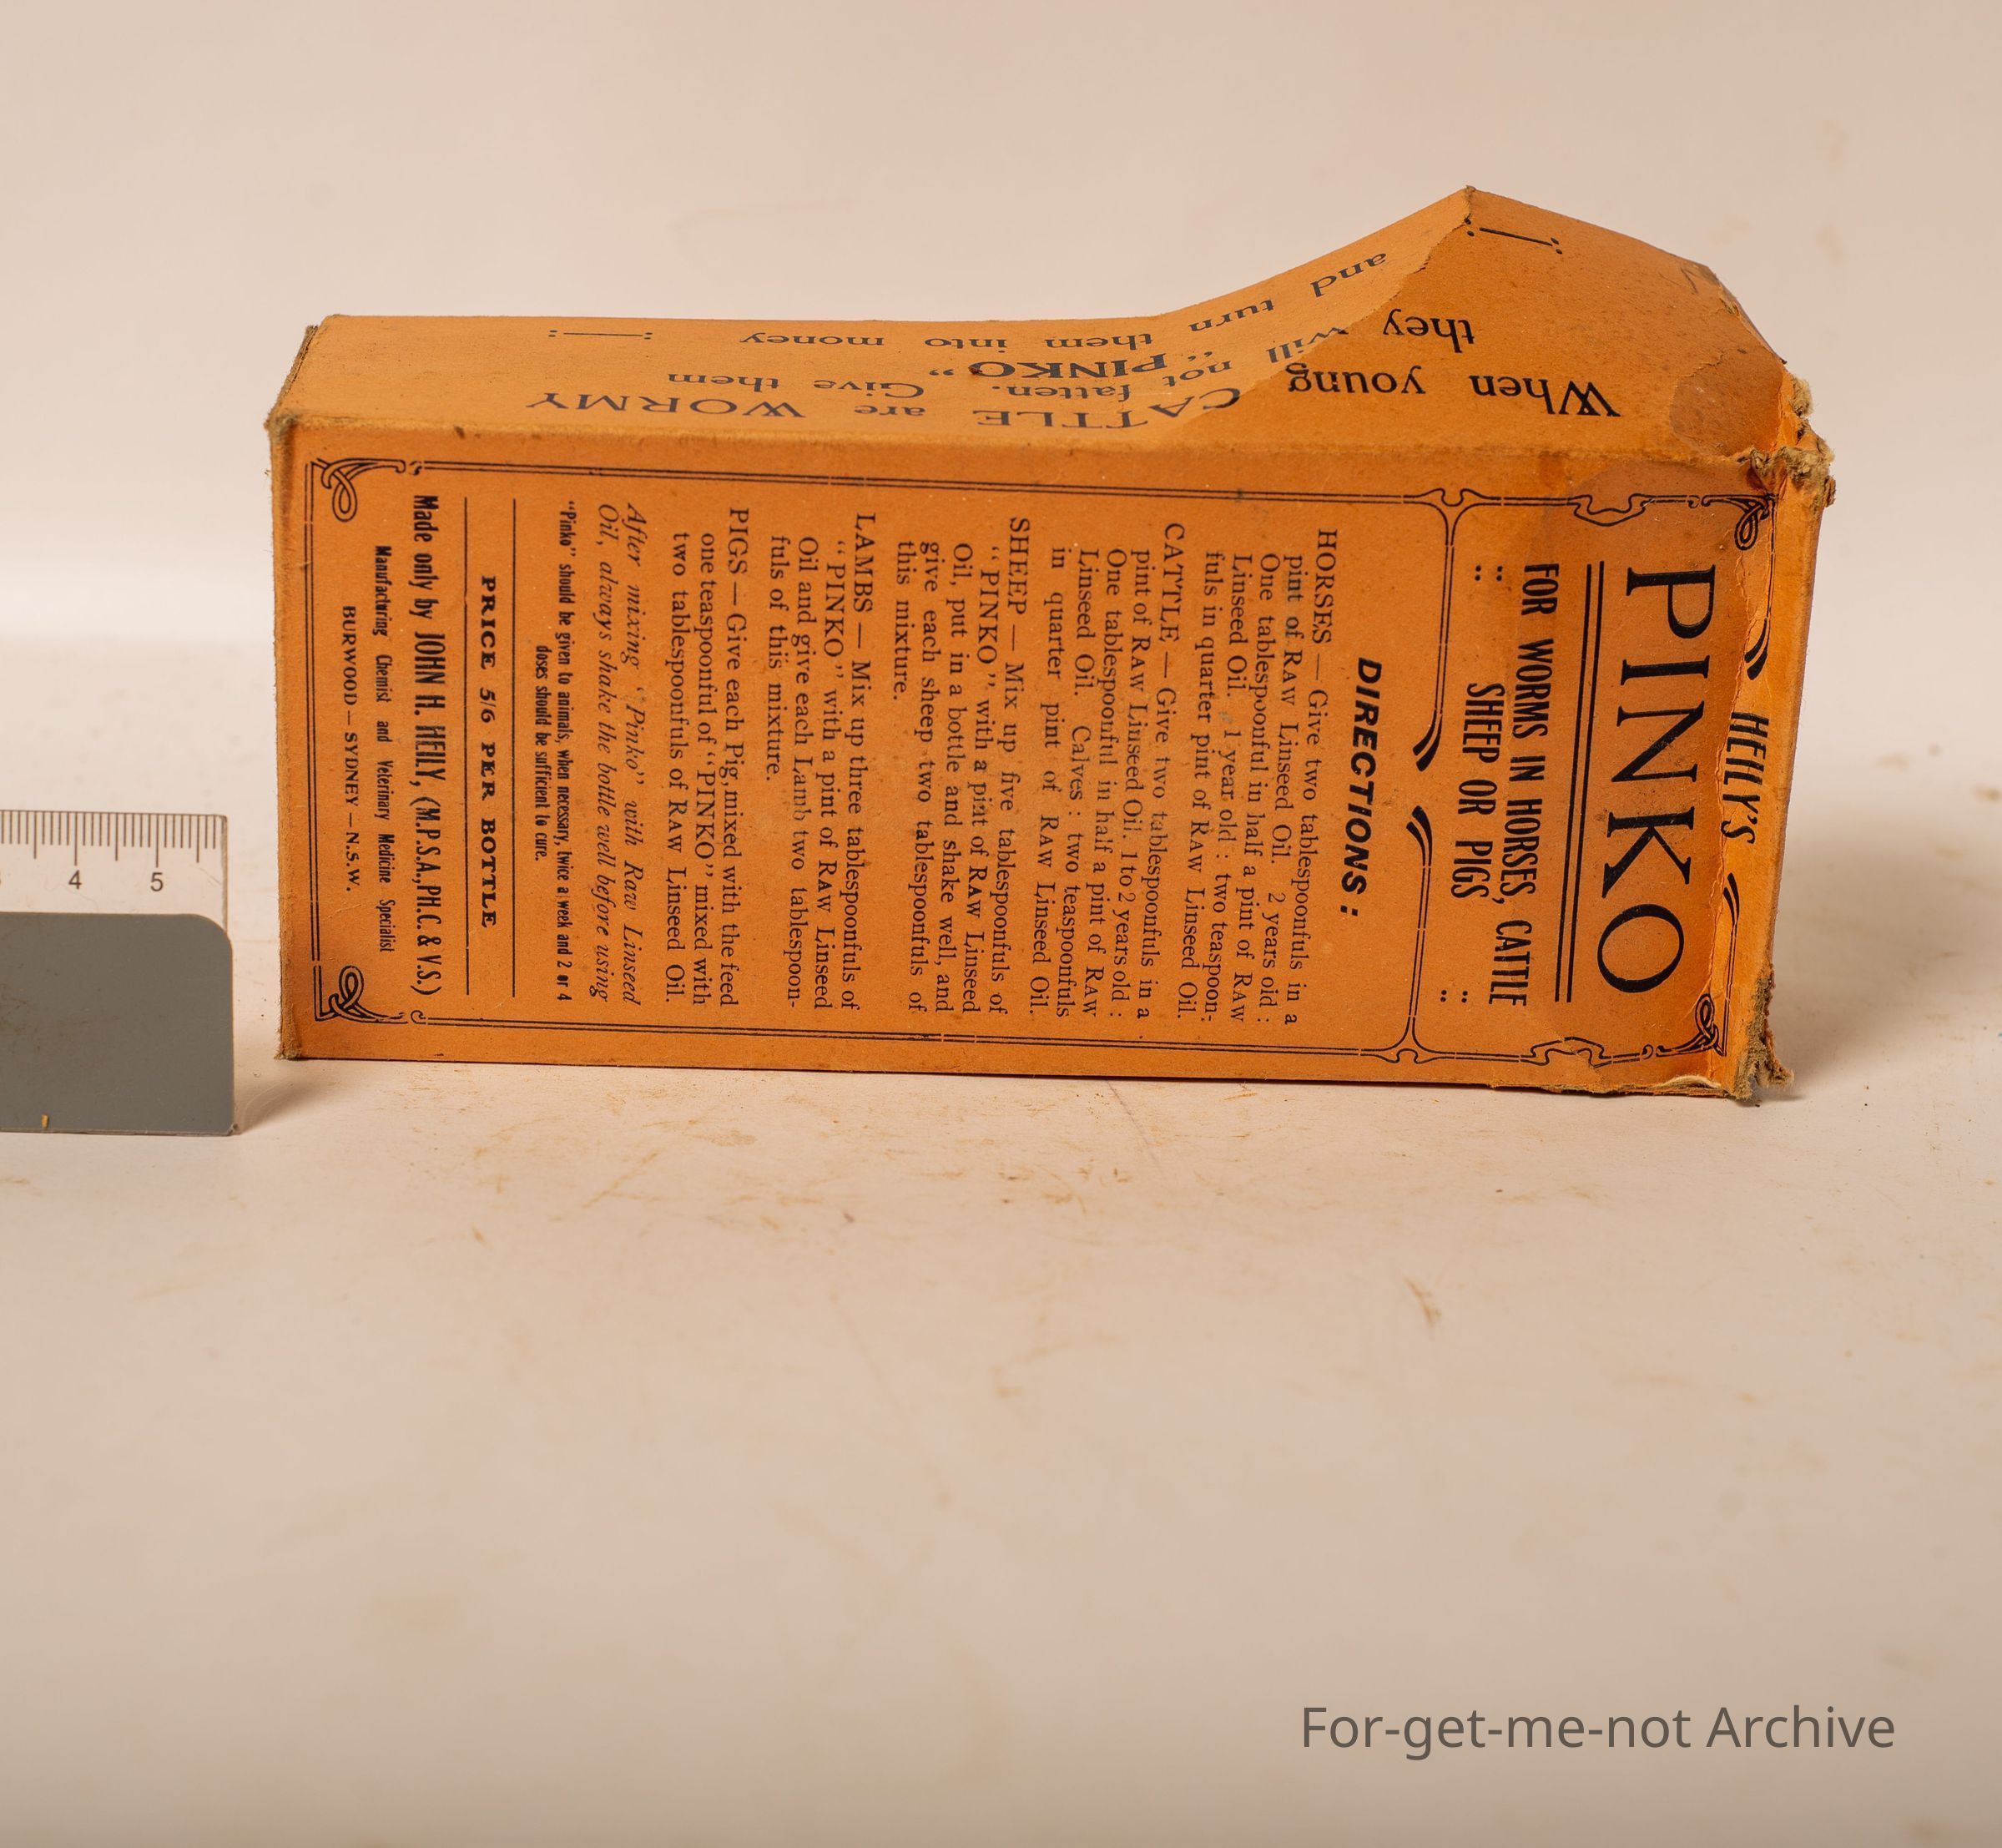 HEILY'S
PINKO
FOR WORMS IN HORSES, CATTLE
:: SHEEP OR PIGS ::
DIRECTIONS :
HORSES — Give two tablespoonfuls in a
pint of RAW Linseed Oil. 2 years old :
One tablespoonful in half a pint of RAW
Linseed Oil. 1 year old : two teaspoon-
fuls in quarter pint of RAW Linseed Oil.
CATTLE — Give two tablespoonfuls in a
pint of RAW Linseed Oil. 1 to 2 years old :
One tablespoonful in half a pint of RAW
Linseed Oil. Calves : two teaspoonfuls
in quarter pint of RAW Linseed Oil.
SHEEP — Mix up five tablespoonfuls of
“PINKO” with a pint of RAW Linseed
Oil, put in a bottle and shake well, and
give each sheep two tablespoonfuls of
this mixture.
LAMBS — Mix up three tablespoonfuls of
“PINKO” with a pint of RAW Linseed
Oil and give each Lamb two tablespoon-
fuls of this mixture.
PIGS — Give each Pig, mixed with the feed
one teaspoonful of “PINKO” mixed with
two tablespoonfuls of RAW Linseed Oil.
After mixing “Pinko” with Raw Linseed
Oil, always shake the bottle well before using
“Pinko” should be given to animals, when necessary, twice a week and 2 or 4
doses should be sufficient to cure.
PRICE 5/6 PER BOTTLE
Made only by JOHN H. HEILY, (M.P.S.A., PH.C. & V.S.)
Manufacturing Chemist and Veterinary Medicine Specialist
BURWOOD — SYDNEY — N.S.W.
When young CATTLE are WORMY
they will not fatten. Give them
“PINKO”
and turn them into money
:—: :—:
4 5
For-get-me-not Archive